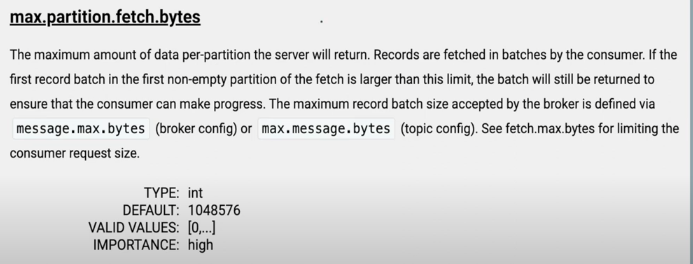 max.partition.fetch.bytes
The maximum amount of data per-partition the server will return. Records are fetched in batches by the consumer. If the
first record batch in the first non-empty partition of the fetch is larger than this limit, the batch will still be returned to
ensure that the consumer can make progress. The maximum record batch size accepted by the broker is defined via
message.max.bytes (broker config) or max.message.bytes (topic config). See fetch.max.bytes for limiting the
consumer request size.
TYPE: int
DEFAULT: 1048576
VALID VALUES: [0,...]
IMPORTANCE: high